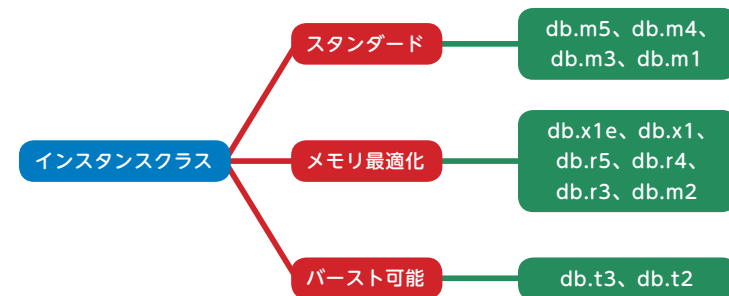 インスタンスクラス
スタンダード
db.m5、db.m4、
db.m3、db.m1
メモリ最適化
db.x1e、db.x1、
db.r5、db.r4、
db.r3、db.m2
バースト可能
db.t3、db.t2